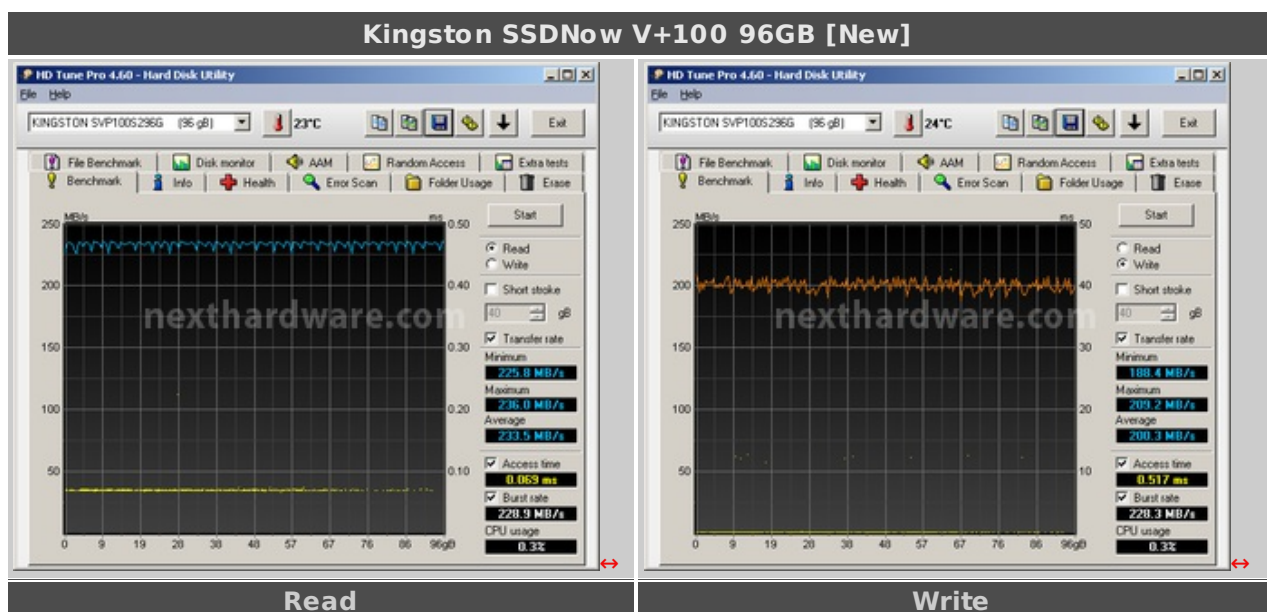 Kingston SSDNow V+100 96GB [New]
HD Tune Pro 4.60 - Hard Disk Utility
File Help
KINGSTON SVP100S296G (96 gB)
23°C
Exit
File Benchmark Disk monitor AAM Random Access Extra tests
Benchmark Info Health Error Scan Folder Usage Erase
MB/s
ms
250
200
150
100
50
0.50
0.40
0.30
0.20
0.10
0 9 19 28 38 48 57 67 76 86 96gB
nexthardware.com
Start
Read
Write
Short stroke
40 gB
Transfer rate
Minimum
225.8 MB/s
Maximum
236.0 MB/s
Average
233.5 MB/s
Access time
0.069 ms
Burst rate
228.9 MB/s
CPU usage
0.3%
HD Tune Pro 4.60 - Hard Disk Utility
File Help
KINGSTON SVP100S296G (96 gB)
24°C
Exit
File Benchmark Disk monitor AAM Random Access Extra tests
Benchmark Info Health Error Scan Folder Usage Erase
MB/s
ms
250
200
150
100
50
50
40
30
20
10
0 9 19 28 38 48 57 67 76 86 96gB
nexthardware.com
Start
Read
Write
Short stroke
40 gB
Transfer rate
Minimum
188.4 MB/s
Maximum
209.2 MB/s
Average
200.3 MB/s
Access time
0.517 ms
Burst rate
228.3 MB/s
CPU usage
0.3%
Read
Write